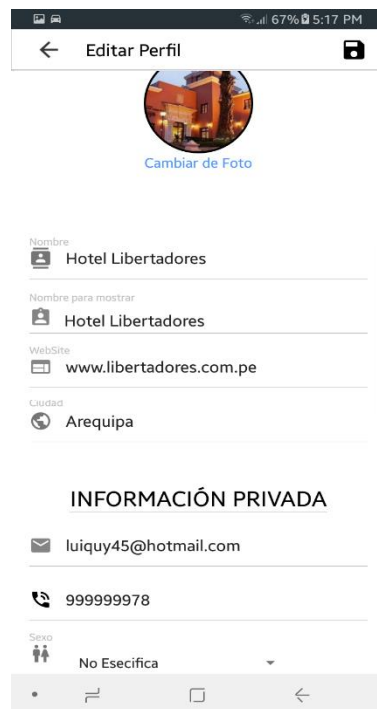 67% 5:17 PM
Editar Perfil
Cambiar de Foto
Nombre
Hotel Libertadores
Nombre para mostrar
Hotel Libertadores
WebSite
www.libertadores.com.pe
Ciudad
Arequipa
INFORMACIÓN PRIVADA
luiquy45@hotmail.com
999999978
Sexo
No Esecifica